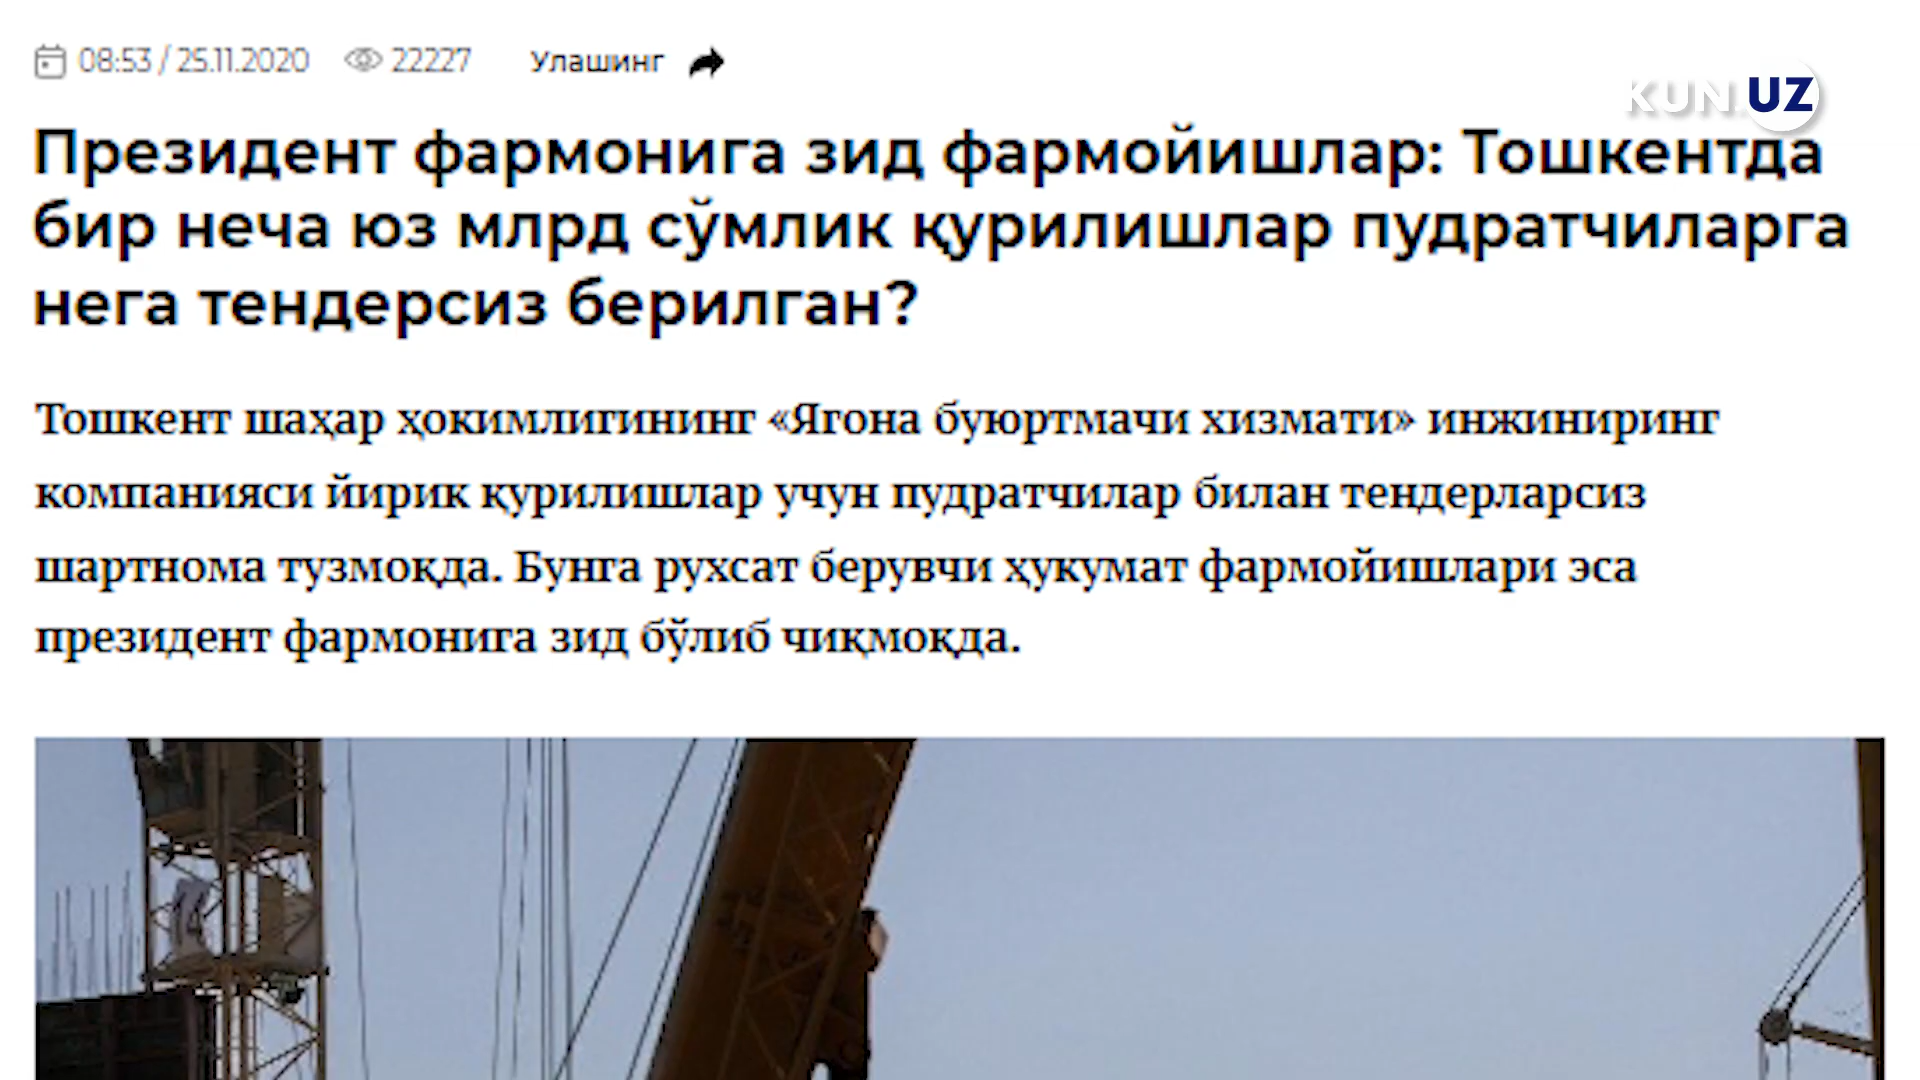 08:53 / 25.11.2020 22227 Улашинг
KUN.UZ
Президент фармонига зид фармойишлар: Тошкентда
бир неча юз млрд сўмлик қурилишлар пудратчиларга
нега тендерсиз берилган?
Тошкент шаҳар ҳокимлигининг «Ягона буюртмачи хизмати» инжиниринг
компанияси йирик қурилишлар учун пудратчилар билан тендерларсиз
шартнома тузмоқда. Бунга рухсат берувчи ҳукумат фармойишлари эса
президент фармонига зид бўлиб чиқмоқда.